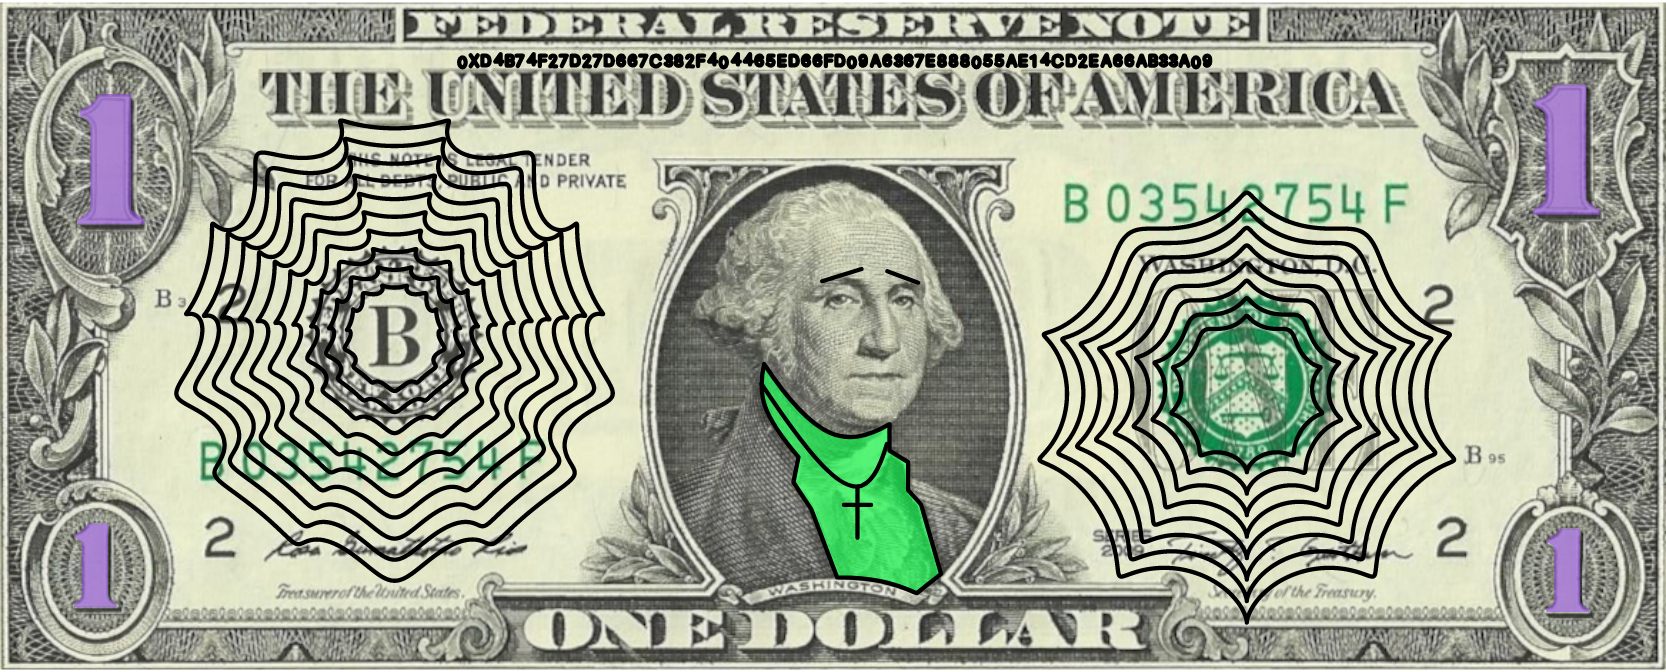 FEDERAL RESERVE NOTE
0XD4B74F27D27D667C382F404465ED66FD09A6367E888055AE14CD2EA66AB33A09
THE UNITED STATES OF AMERICA
1 1
THIS NOTE IS LEGAL TENDER
FOR ALL DEBTS, PUBLIC AND PRIVATE
B 03542754 F
WASHINGTON, D.C.
B 3 2 2
B
B 03542754 F
B 95
2 2
SERIES
Treasurer of the United States.
WASHINGTON
of the Treasury.
1 1
ONE DOLLAR